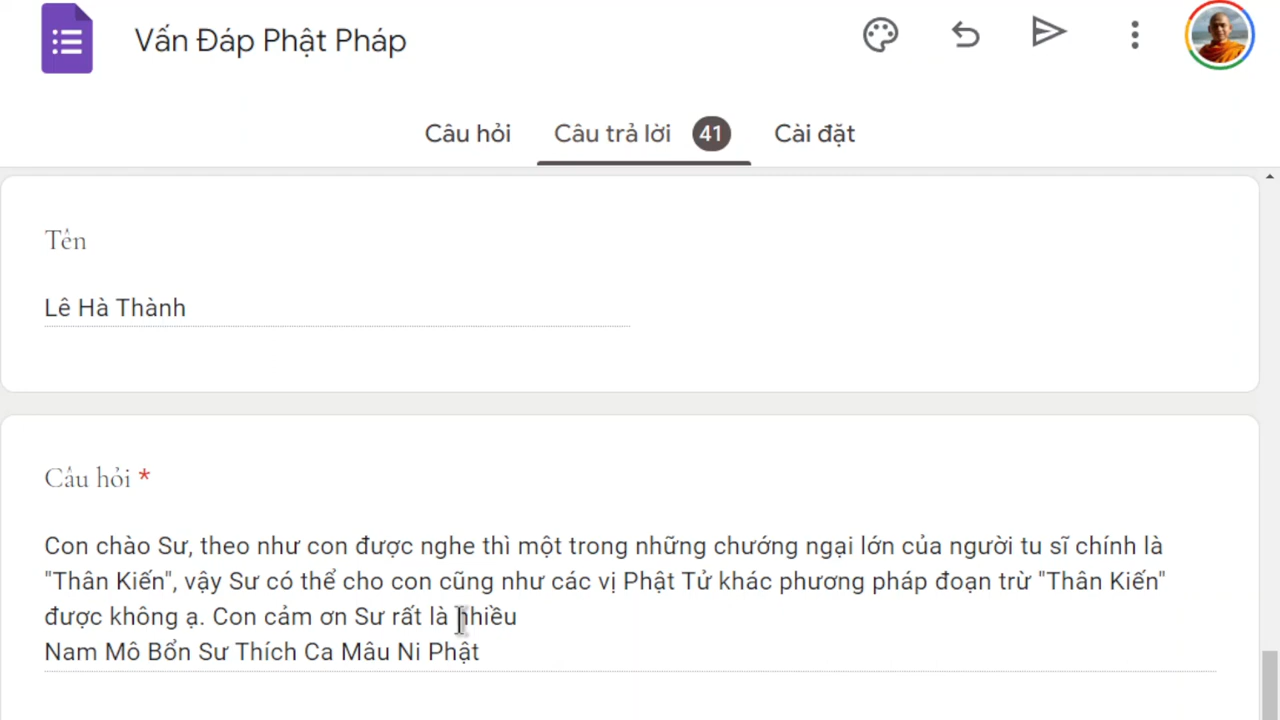 Vấn Đáp Phật Pháp
Câu hỏi
Câu trả lời 41
Cài đặt
Tên
Lê Hà Thành
Câu hỏi *
Con chào Sư, theo như con được nghe thì một trong những chướng ngại lớn của người tu sĩ chính là
"Thân Kiến", vậy Sư có thể cho con cũng như các vị Phật Tử khác phương pháp đoạn trừ "Thân Kiến"
được không ạ. Con cảm ơn Sư rất là nhiều
Nam Mô Bổn Sư Thích Ca Mâu Ni Phật